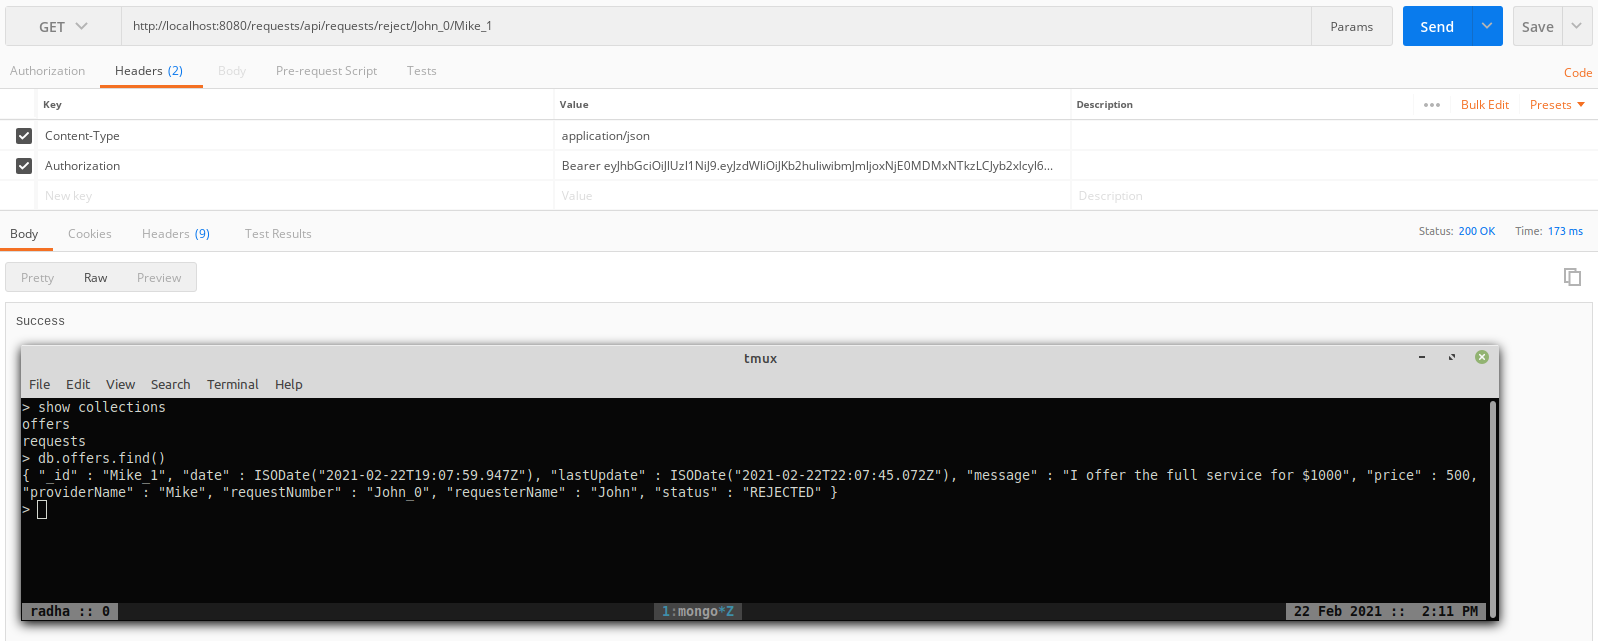 GET http://localhost:8080/requests/api/requests/reject/John_0/Mike_1 Params Send Save
Authorization Headers (2) Body Pre-request Script Tests Code
Key Value Description ••• Bulk Edit Presets
Content-Type application/json
Authorization Bearer eyJhbGciOiJIUzI1NiJ9.eyJzdWIiOiJKb2huIiwibmJmIjoxNjE0MDMxNTkzLCJyb2xlcyI6...
New key Value Description
Body Cookies Headers (9) Test Results Status: 200 OK Time: 173 ms
Pretty Raw Preview
Success
tmux
File Edit View Search Terminal Help
> show collections
offers
requests
> db.offers.find()
{ "_id" : "Mike_1", "date" : ISODate("2021-02-22T19:07:59.947Z"), "lastUpdate" : ISODate("2021-02-22T22:07:45.072Z"), "message" : "I offer the full service for $1000", "price" : 500,
"providerName" : "Mike", "requestNumber" : "John_0", "requesterName" : "John", "status" : "REJECTED" }
>
radha :: 0 1:mongo*Z 22 Feb 2021 :: 2:11 PM